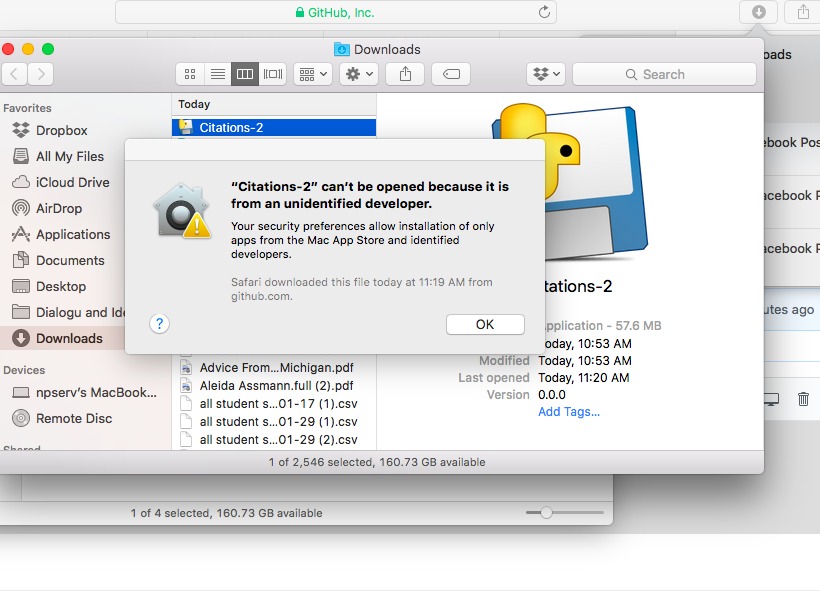 GitHub, Inc.
Downloads
Search
Favorites
Dropbox
All My Files
iCloud Drive
AirDrop
Applications
Documents
Desktop
Dialogu and Ide
Downloads
Devices
npserv’s MacBook...
Remote Disc
Shared
Today
Citations-2
“Citations-2” can’t be opened because it is
from an unidentified developer.
Your security preferences allow installation of only
apps from the Mac App Store and identified
developers.
Safari downloaded this file today at 11:19 AM from
github.com.
?
OK
Advice From...Michigan.pdf
Aleida Assmann.full (2).pdf
all student s...01-17 (1).csv
all student s...01-29 (1).csv
all student s...01-29 (2).csv
tations-2
pplication - 57.6 MB
oday, 10:53 AM
Modified Today, 10:53 AM
Last opened Today, 11:20 AM
Version 0.0.0
Add Tags...
1 of 2,546 selected, 160.73 GB available
1 of 4 selected, 160.73 GB available
oads
ebook Pos
acebook R
acebook P
utes ago